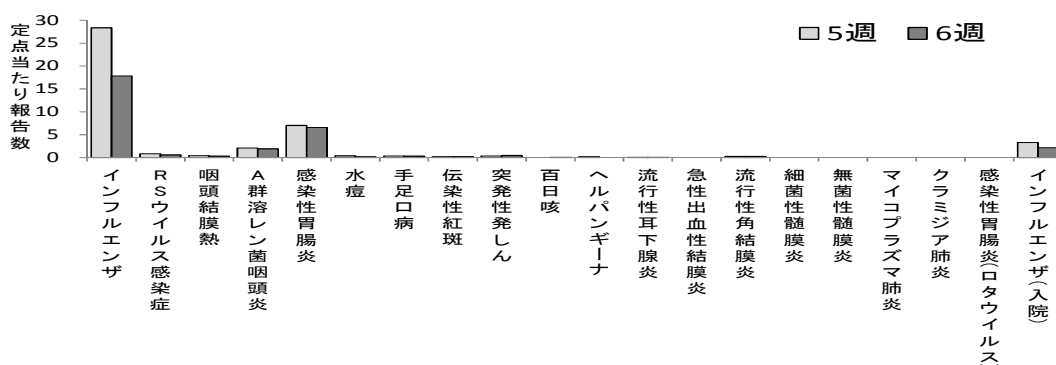 定点当たり報告数
30
25
20
15
10
5
0
5週
6週
インフルエンザ
RSウイルス感染症
咽頭結膜熱
A群溶レン菌咽頭炎
感染性胃腸炎
水痘
手足口病
伝染性紅斑
突発性発しん
百日咳
ヘルパンギーナ
流行性耳下腺炎
急性出血性結膜炎
流行性角結膜炎
細菌性髄膜炎
無菌性髄膜炎
マイコプラズマ肺炎
クラミジア肺炎
感染性胃腸炎(ロタウイルス
インフルエンザ(入院)